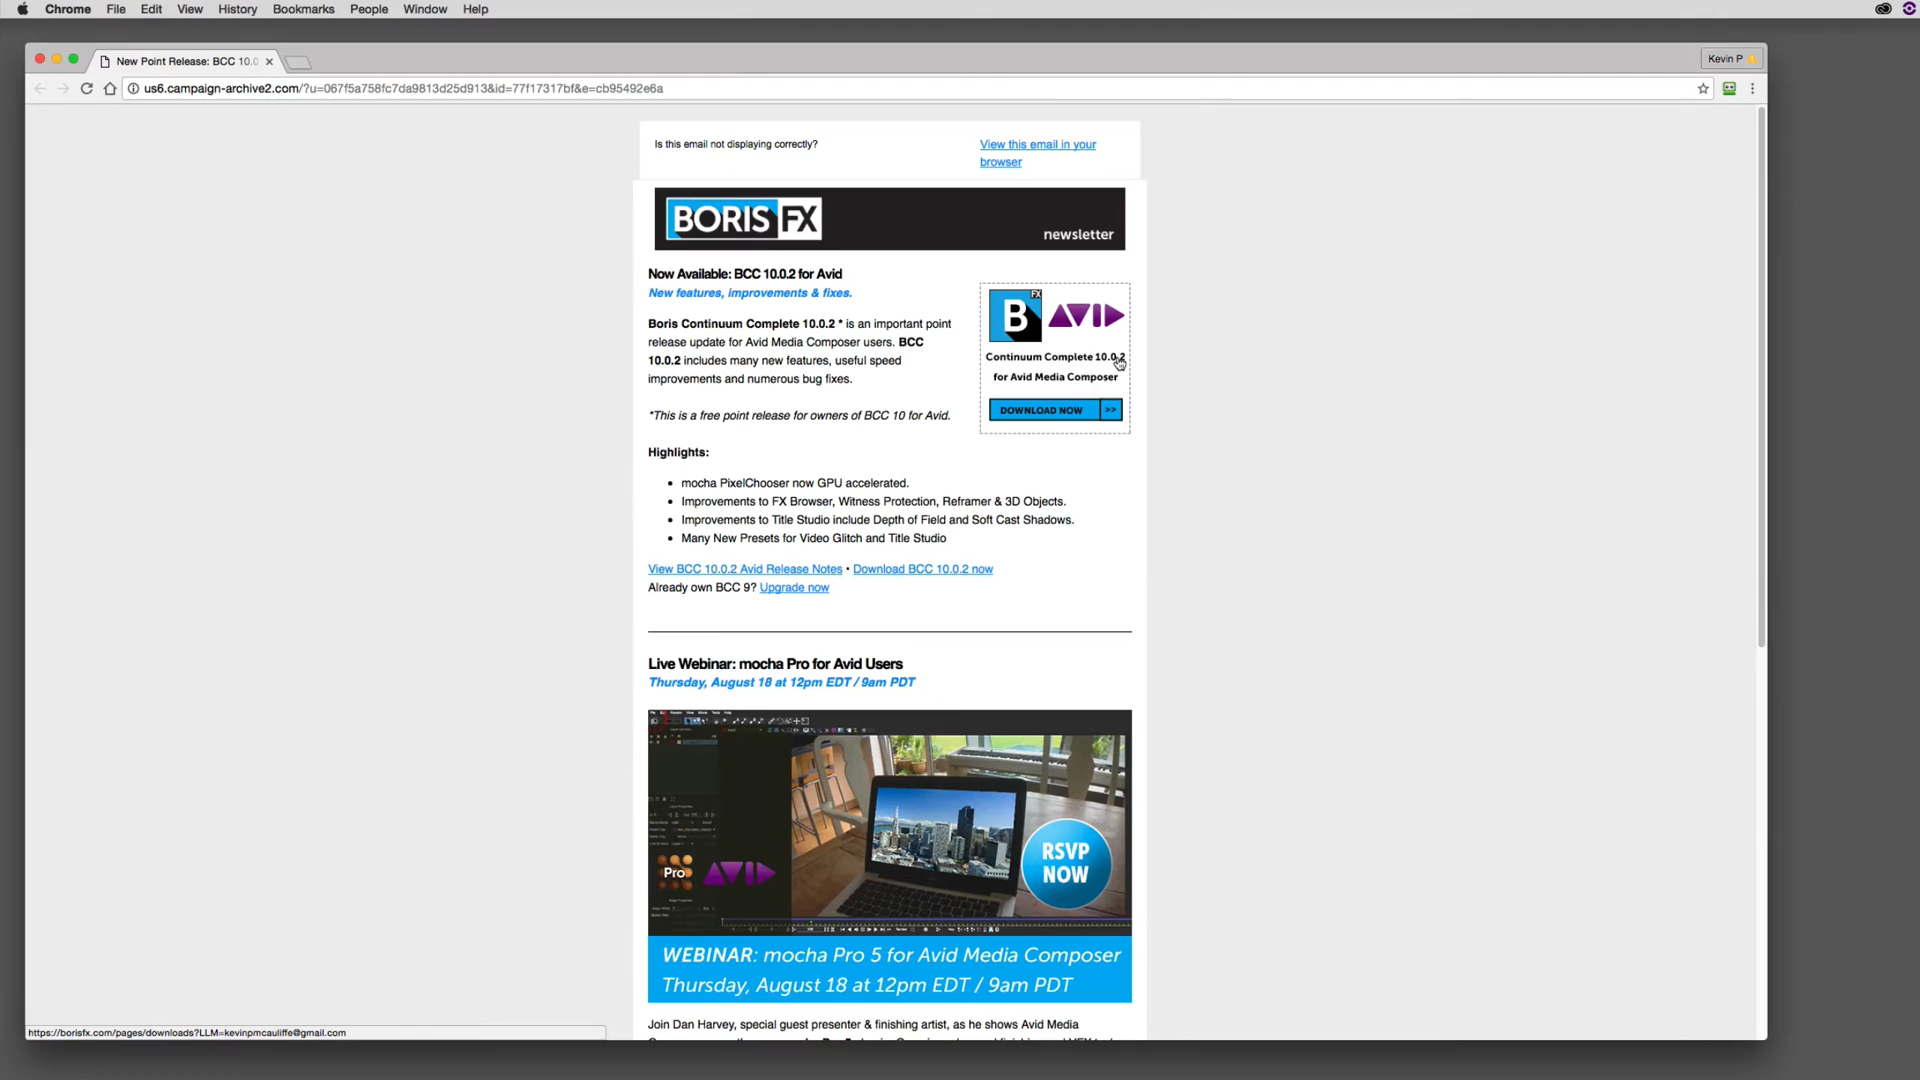 Chrome File Edit View History Bookmarks People Window Help
New Point Release: BCC 10.0
Kevin P
us6.campaign-archive2.com/?u=067f5a758fc7da9813d25d913&id=77f17317bf&e=cb95492e6a
Is this email not displaying correctly?
View this email in your
browser
BORIS FX
newsletter
Now Available: BCC 10.0.2 for Avid
New features, improvements & fixes.
Boris Continuum Complete 10.0.2 * is an important point
release update for Avid Media Composer users. BCC
10.0.2 includes many new features, useful speed
improvements and numerous bug fixes.
*This is a free point release for owners of BCC 10 for Avid.
B FX AVID
Continuum Complete 10.0.2
for Avid Media Composer
DOWNLOAD NOW >>
Highlights:
• mocha PixelChooser now GPU accelerated.
• Improvements to FX Browser, Witness Protection, Reframer & 3D Objects.
• Improvements to Title Studio include Depth of Field and Soft Cast Shadows.
• Many New Presets for Video Glitch and Title Studio
View BCC 10.0.2 Avid Release Notes • Download BCC 10.0.2 now
Already own BCC 9? Upgrade now
Live Webinar: mocha Pro for Avid Users
Thursday, August 18 at 12pm EDT / 9am PDT
Pro AVID
RSVP
NOW
WEBINAR: mocha Pro 5 for Avid Media Composer
Thursday, August 18 at 12pm EDT / 9am PDT
Join Dan Harvey, special guest presenter & finishing artist, as he shows Avid Media
https://borisfx.com/pages/downloads?LLM=kevinpmcauliffe@gmail.com